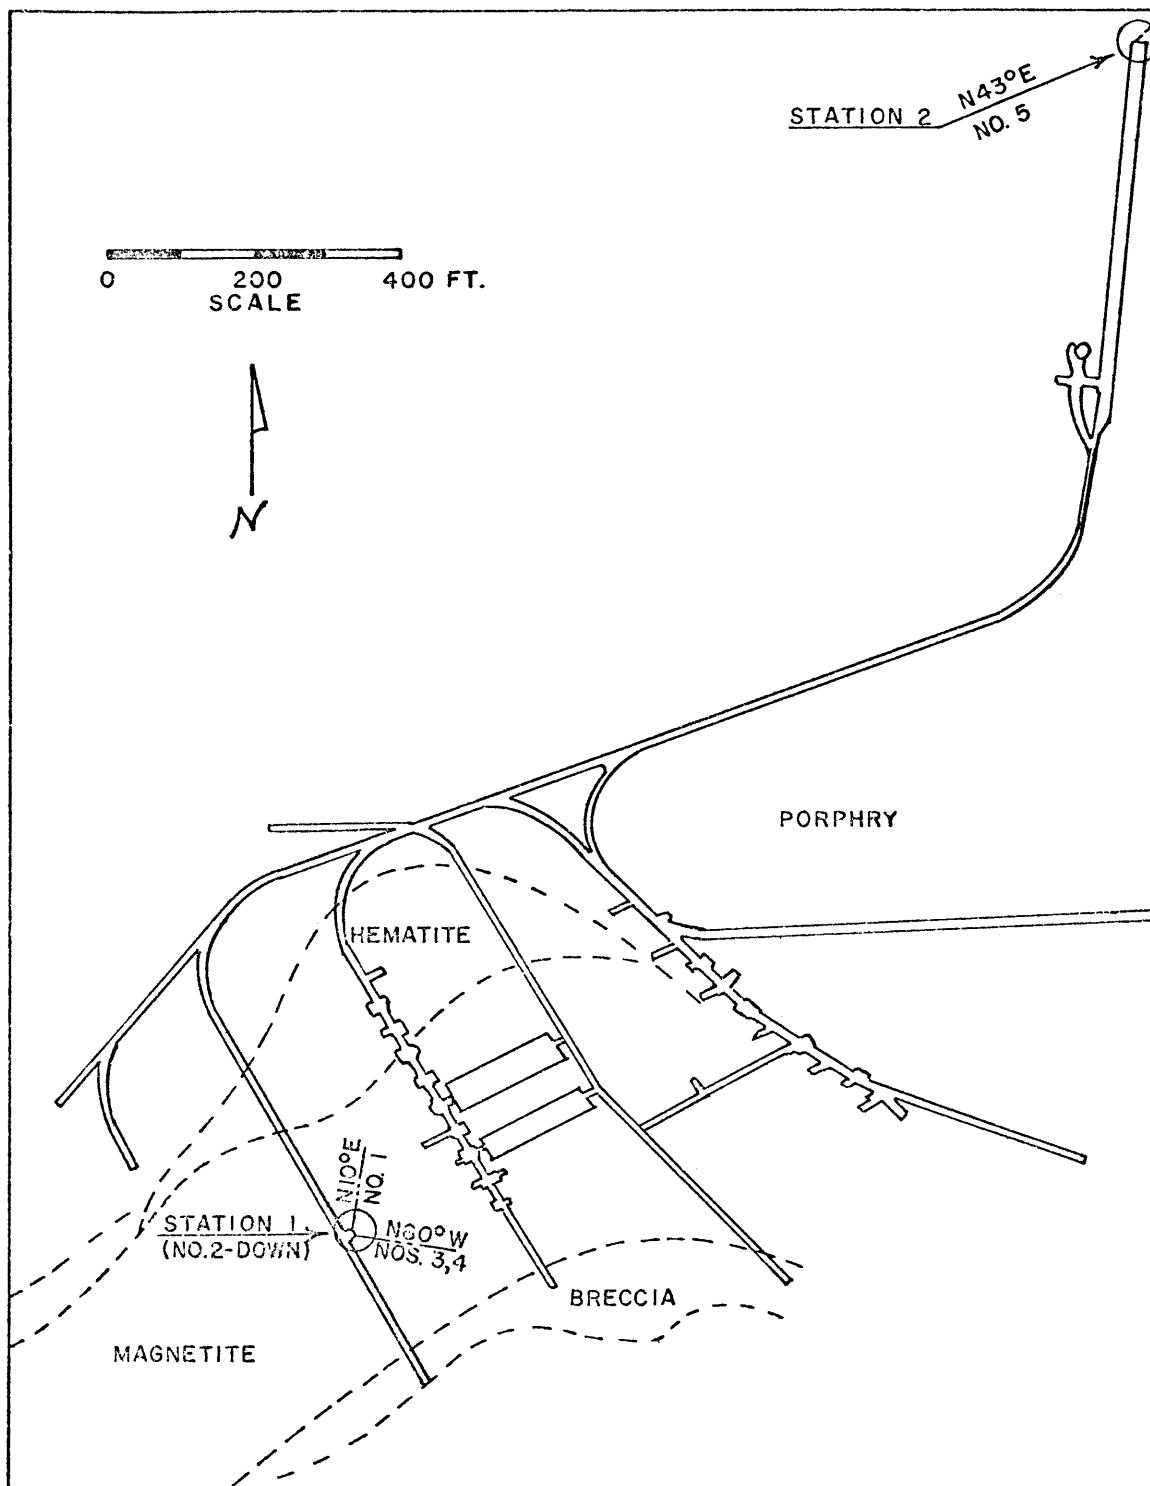 N43°E
STATION 2
NO. 5
0 200 400 FT.
SCALE
N
PORPHRY
HEMATITE
N10°E
NO. 1
STATION 1
(NO.2-DOWN)
N80°W
NOS. 3,4
BRECCIA
MAGNETITE